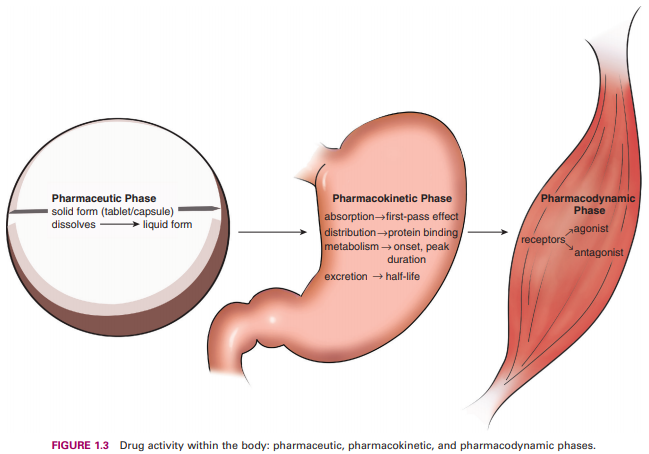 Pharmaceutic Phase
solid form (tablet/capsule)
dissolves → liquid form
Pharmacokinetic Phase
absorption→first-pass effect
distribution→protein binding
metabolism→onset, peak
duration
excretion → half-life
Pharmacodynamic
Phase
receptors
agonist
antagonist
FIGURE 1.3 Drug activity within the body: pharmaceutic, pharmacokinetic, and pharmacodynamic phases.